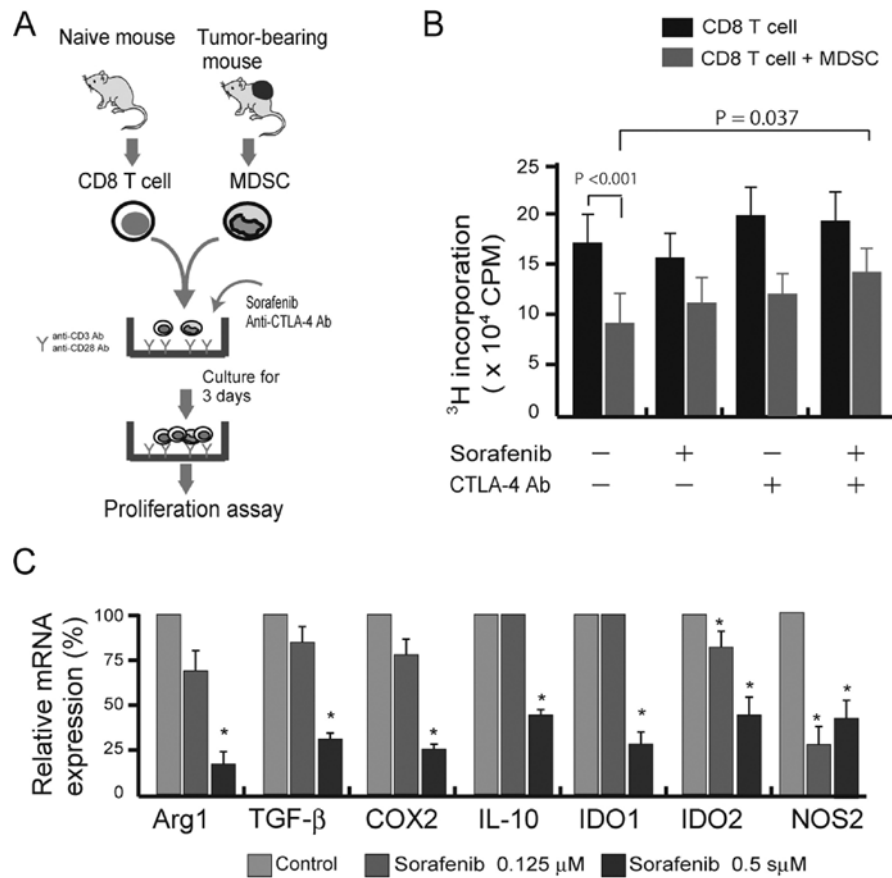 A
Naive mouse
Tumor-bearing
mouse
CD8 T cell
MDSC
Sorafenib
Anti-CTLA-4 Ab
anti-CD3 Ab
anti-CD28 Ab
Culture for
3 days
Proliferation assay
B
CD8 T cell
CD8 T cell + MDSC
P = 0.037
P <0.001
³H incorporation
( x 10⁴ CPM)
25
20
15
10
5
0
Sorafenib − + − +
CTLA-4 Ab − − + +
C
Relative mRNA
expression (%)
100
75
50
25
0
* * * * * * * * *
Arg1 TGF-β COX2 IL-10 IDO1 IDO2 NOS2
Control Sorafenib 0.125 μM Sorafenib 0.5 sμM